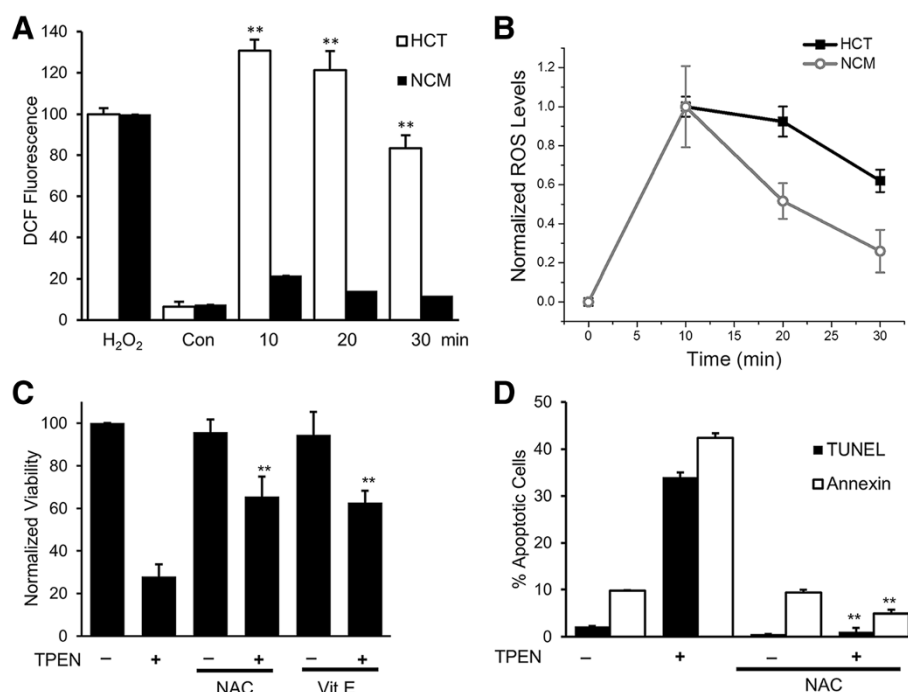 A
DCF Fluorescence
140
120
100
80
60
40
20
0
** ** **
HCT
NCM
H₂O₂ Con 10 20 30 min
B
Normalized ROS Levels
1.2
1.0
0.8
0.6
0.4
0.2
0.0
HCT
NCM
0 5 10 15 20 25 30
Time (min)
C
Normalized Viability
100
80
60
40
20
0
** **
TPEN – + – + – +
NAC Vit E
D
% Apoptotic Cells
50
40
30
20
10
0
TUNEL
Annexin
** **
TPEN – + – +
NAC